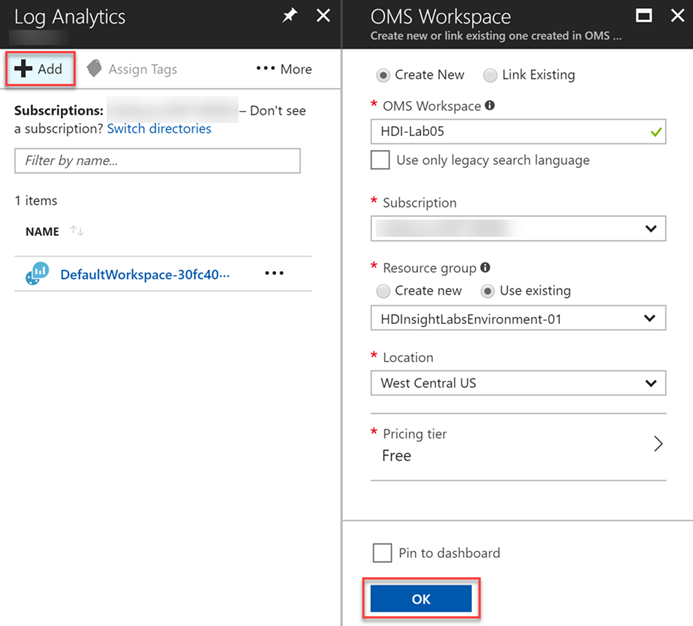 Log Analytics
Add
Assign Tags
••• More
Subscriptions: – Don't see
a subscription? Switch directories
Filter by name...
1 items
NAME
DefaultWorkspace-30fc40···
OMS Workspace
Create new or link existing one created in OMS ...
Create New
Link Existing
* OMS Workspace
HDI-Lab05
Use only legacy search language
* Subscription
* Resource group
Create new
Use existing
HDInsightLabsEnvironment-01
* Location
West Central US
* Pricing tier
Free
Pin to dashboard
OK